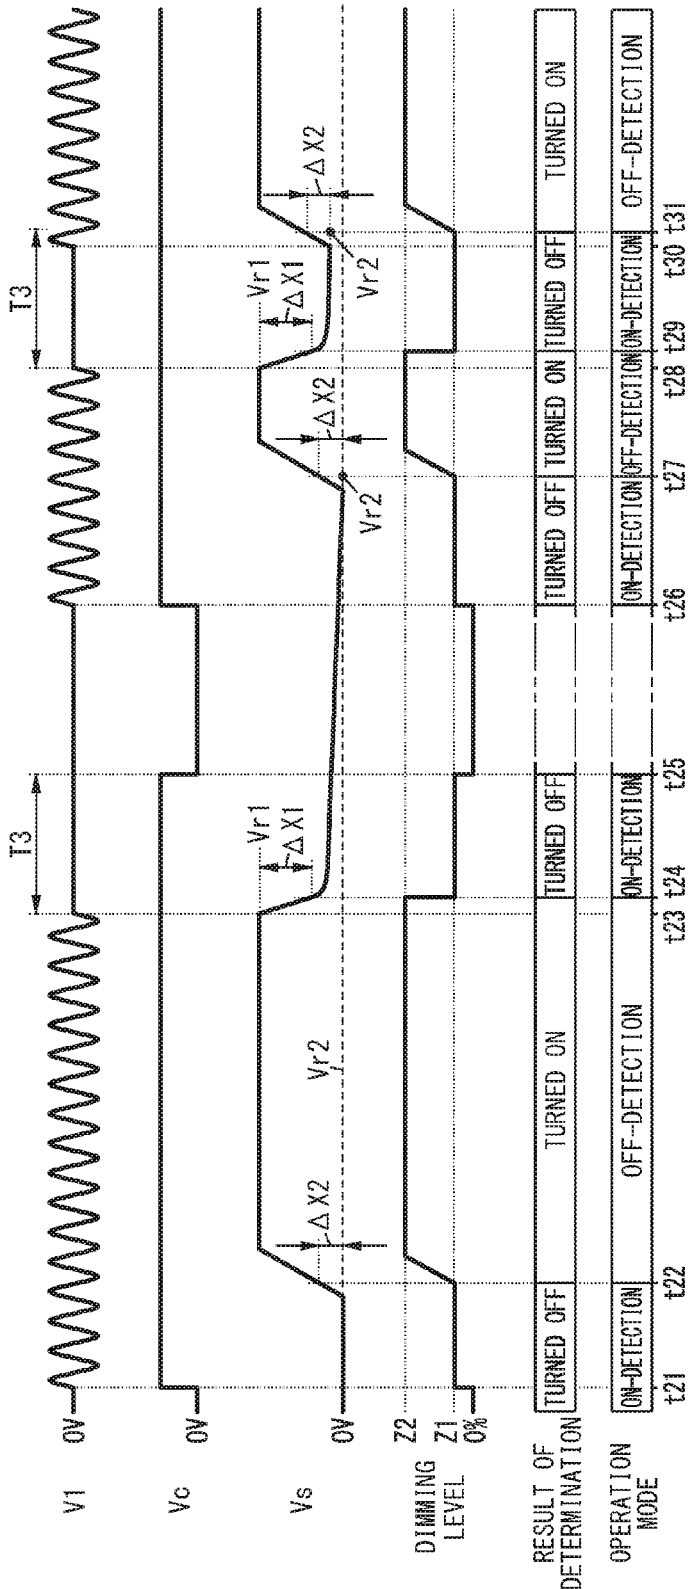 V1
0V
T3
T3
Vc
0V
Vs
0V
ΔX2
Vr2
Vr1
ΔX1
Vr2
ΔX2
Vr1
ΔX1
Vr2
ΔX2
DIMMING
LEVEL
Z2
Z1
0%
RESULT OF
DETERMINATION
TURNED OFF
TURNED ON
TURNED OFF
TURNED OFF
TURNED ON
TURNED OFF
TURNED ON
OPERATION
MODE
ON-DETECTION
OFF-DETECTION
ON-DETECTION
ON-DETECTION
OFF-DETECTION
ON-DETECTION
OFF-DETECTION
t21
t22
t23
t24
t25
t26
t27
t28
t29
t30
t31